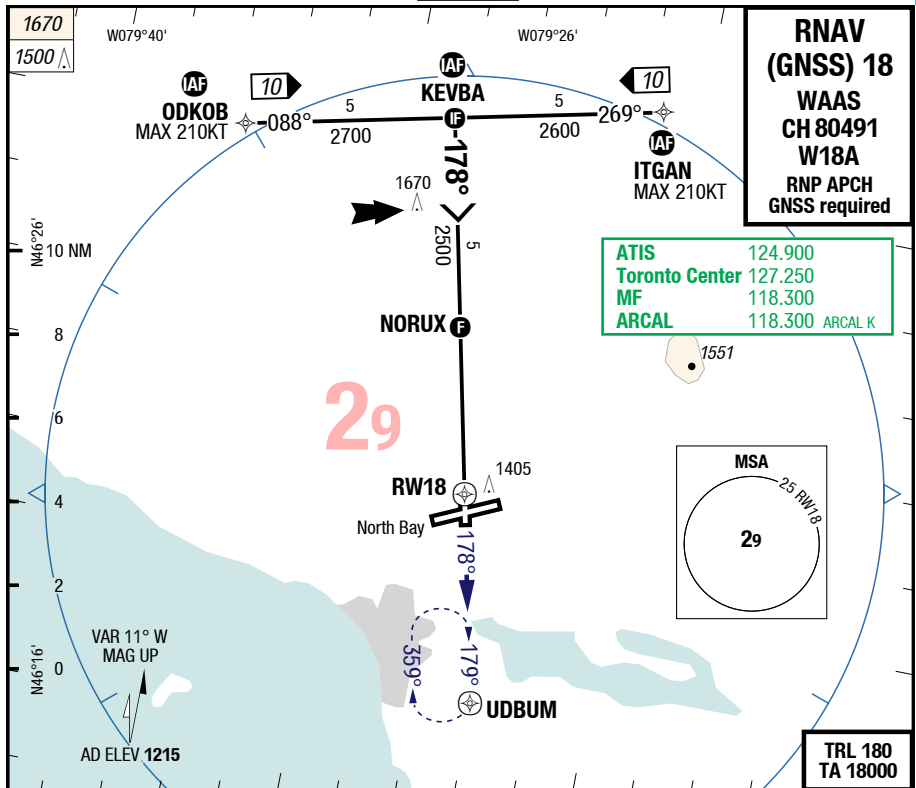 1670
1500
W079°40'
W079°26'
RNAV
(GNSS) 18
WAAS
CH 80491
W18A
RNP APCH
GNSS required
IAF
ODKOB
MAX 210KT
10
088°
5
2700
IAF
KEVBA
IF
5
2600
10
269°
IAF
ITGAN
MAX 210KT
178°
1670
5
2500
N46°26'
10 NM
8
6
4
2
0
N46°16'
ATIS 124.900
Toronto Center 127.250
MF 118.300
ARCAL 118.300 ARCAL K
NORUX
F
1551
29
RW18
1405
North Bay
MSA
25 RW18
29
178°
359°
179°
UDBUM
VAR 11° W
MAG UP
AD ELEV 1215
TRL 180
TA 18000